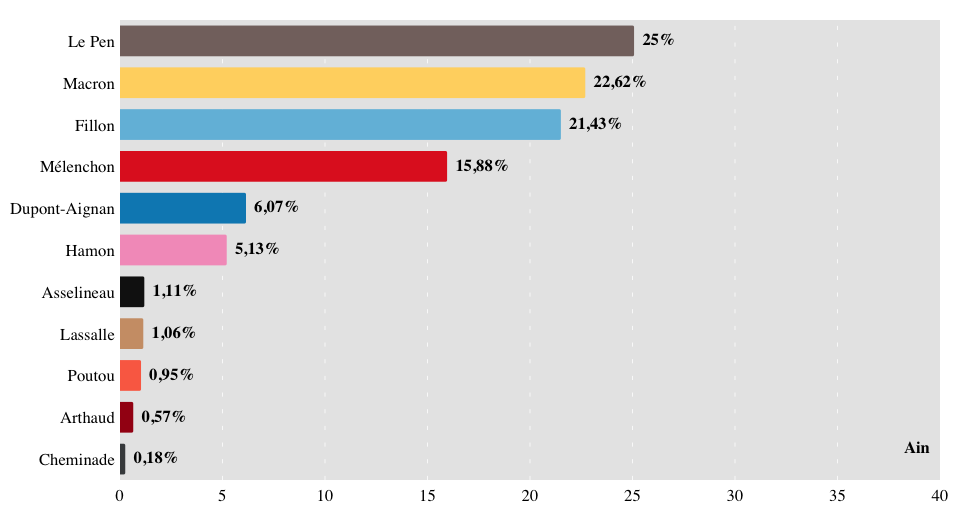 Le Pen 25%
Macron 22,62%
Fillon 21,43%
Mélenchon 15,88%
Dupont-Aignan 6,07%
Hamon 5,13%
Asselineau 1,11%
Lassalle 1,06%
Poutou 0,95%
Arthaud 0,57%
Ain
Cheminade 0,18%
0 5 10 15 20 25 30 35 40